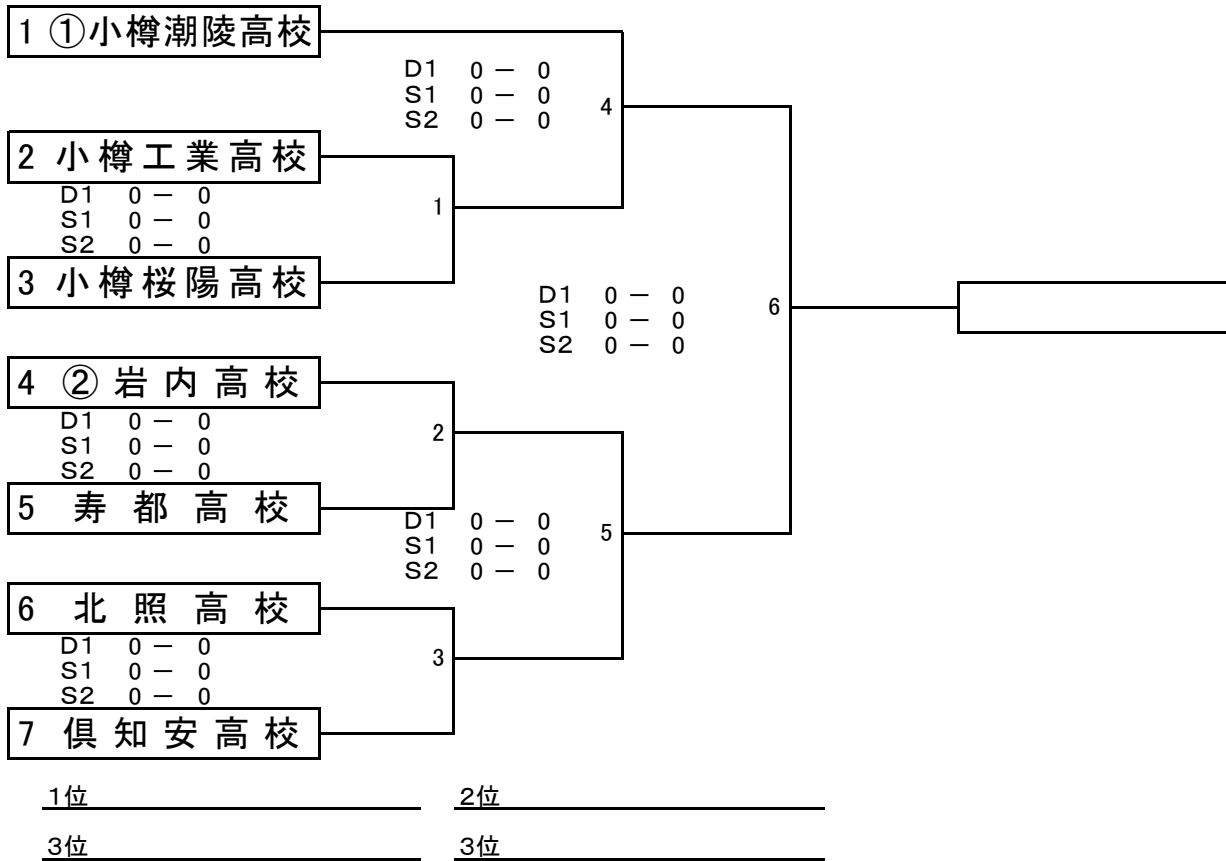 1 ①小樽潮陵高校
D1 0 － 0
S1 0 － 0
S2 0 － 0
4
2 小樽工業高校
D1 0 － 0
S1 0 － 0
S2 0 － 0
1
3 小樽桜陽高校
D1 0 － 0
S1 0 － 0
S2 0 － 0
6
4 ②岩内高校
D1 0 － 0
S1 0 － 0
S2 0 － 0
2
5 寿都高校
D1 0 － 0
S1 0 － 0
S2 0 － 0
5
6 北照高校
D1 0 － 0
S1 0 － 0
S2 0 － 0
3
7 倶知安高校
1位 2位
3位 3位